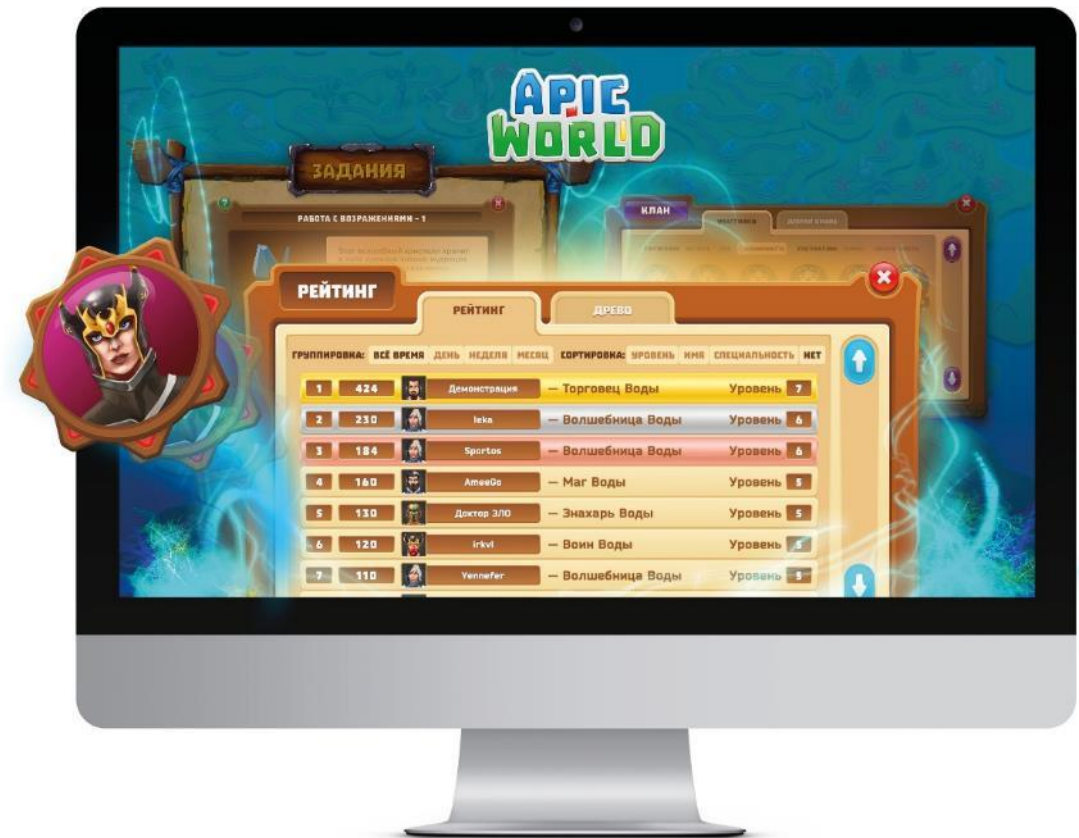 APIC
WORLD
ЗАДАНИЯ
РАБОТА С ВОЗРАЖЕНИЯМИ - 1
КЛАН
РЕЙТИНГ
РЕЙТИНГ
ДРЕВО
ГРУППИРОВКА: ВСЁ ВРЕМЯ ДЕНЬ НЕДЕЛЯ МЕСЯЦ СОРТИРОВКА: УРОВЕНЬ ИМЯ СПЕЦИАЛЬНОСТЬ НЕТ
1 424 Демонстрация — Торговец Воды Уровень 7
2 230 leka — Волшебница Воды Уровень 6
3 184 Sportos — Волшебница Воды Уровень 6
4 160 AmeeGo — Маг Воды Уровень 5
5 130 Доктор ЗЛО — Знахарь Воды Уровень 5
6 120 irkvl — Воин Воды Уровень 5
7 110 Yennefer — Волшебница Воды Уровень 5